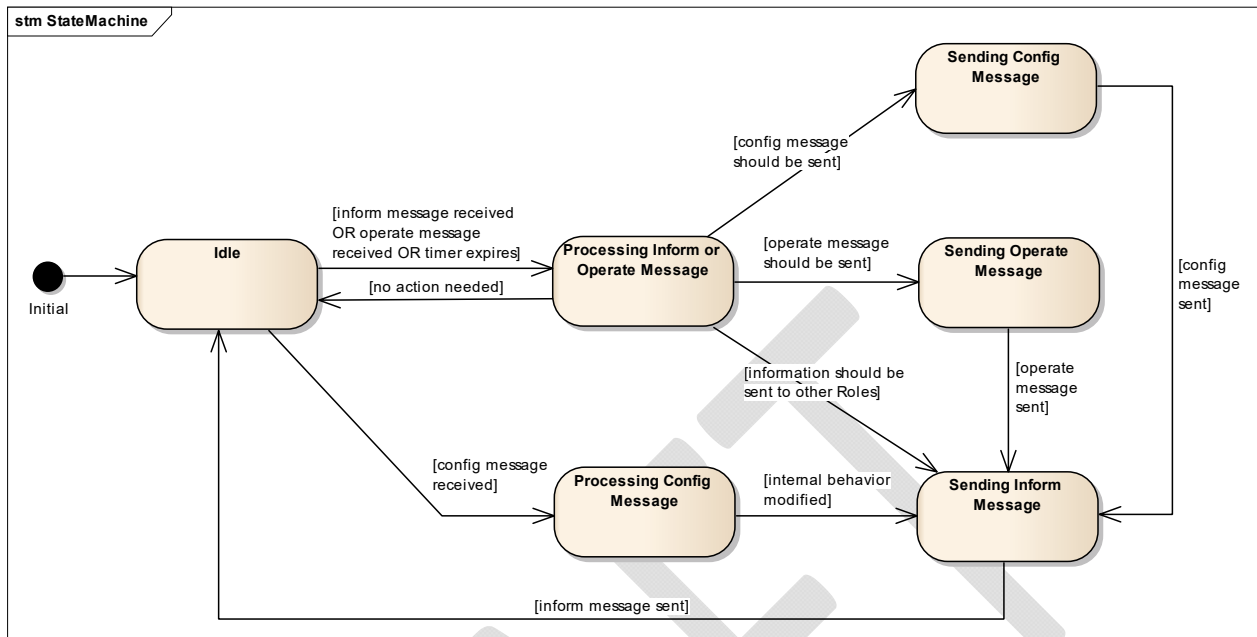 stm StateMachine
Sending Config
Message
[config message
should be sent]
[inform message received
OR operate message
received OR timer expires]
Idle
Processing Inform or
Operate Message
[operate message
should be sent]
Sending Operate
Message
[config
message
sent]
[no action needed]
Initial
[information should be
sent to other Roles]
[operate
message
sent]
[config message
received]
Processing Config
Message
[internal behavior
modified]
Sending Inform
Message
[inform message sent]